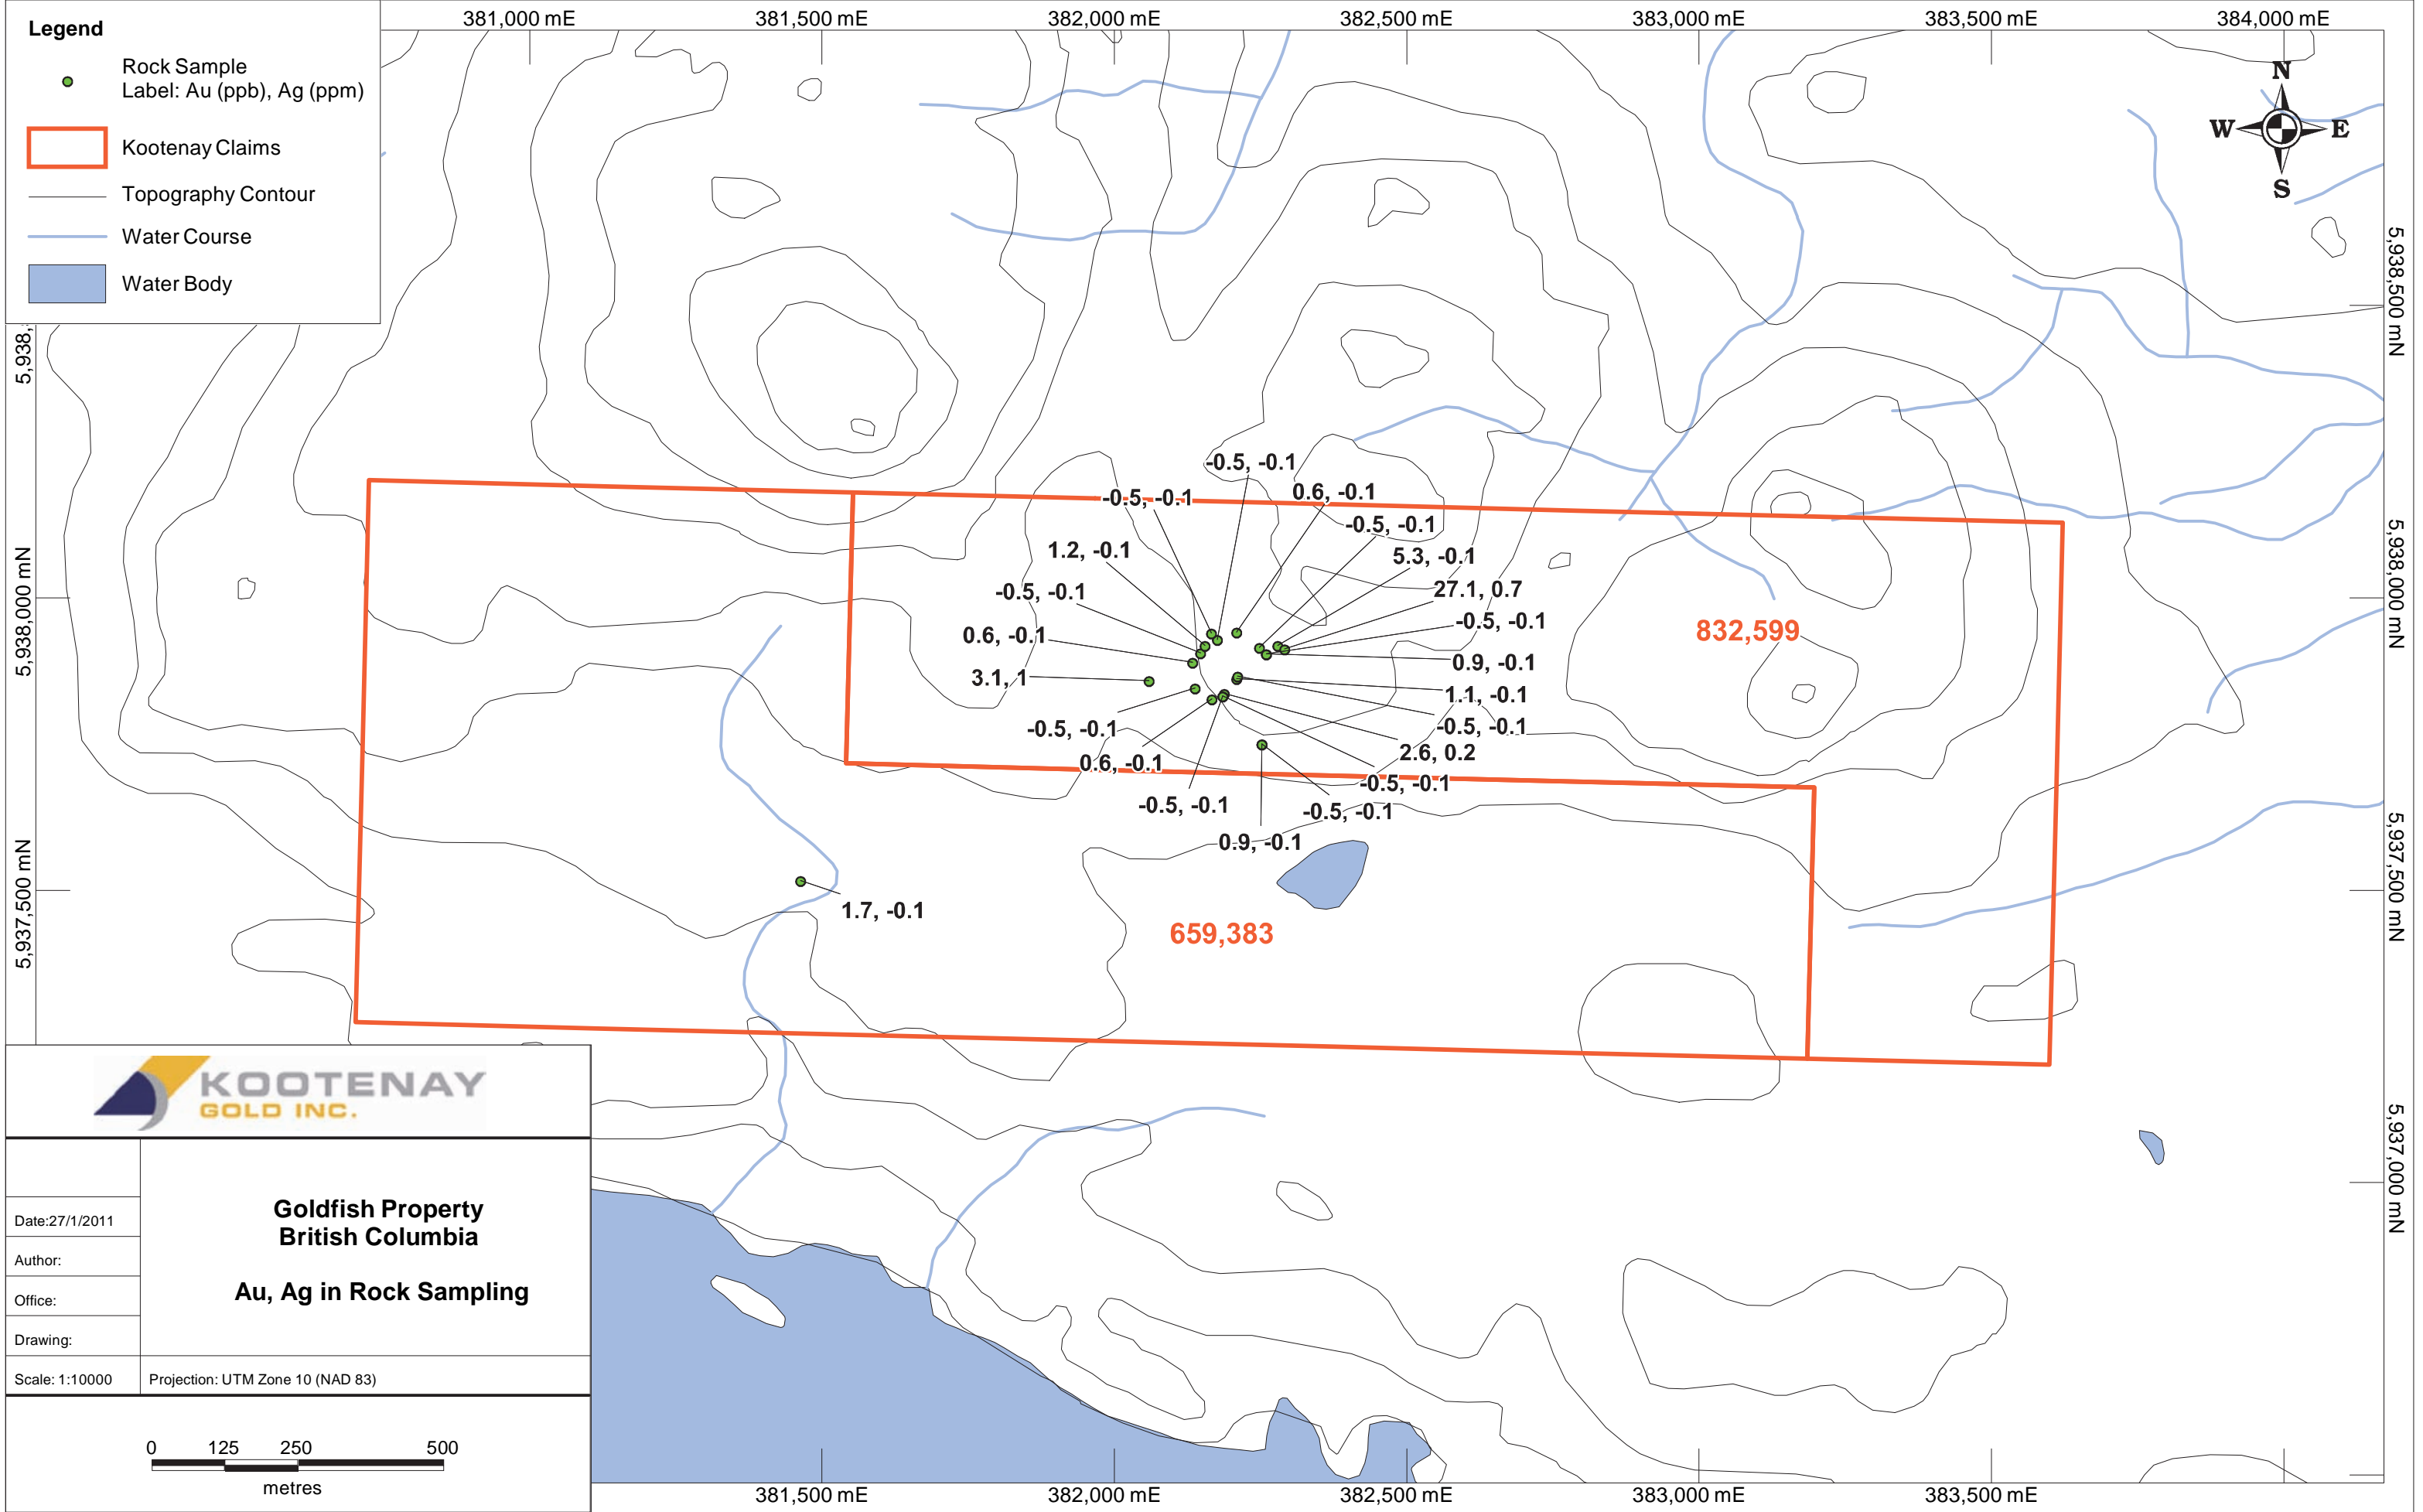 381,000 mE
381,500 mE
382,000 mE
382,500 mE
383,000 mE
383,500 mE
384,000 mE
Legend
Rock Sample
Label: Au (ppb), Ag (ppm)
Kootenay Claims
Topography Contour
Water Course
Water Body
N
W
E
S
5,938,
5,938,500 mN
5,938,000 mN
5,938,000 mN
5,937,500 mN
5,937,500 mN
5,937,000 mN
-0.5, -0.1
-0.5, -0.1
0.6, -0.1
-0.5, -0.1
1.2, -0.1
5.3, -0.1
-0.5, -0.1
27.1, 0.7
-0.5, -0.1
0.6, -0.1
832,599
0.9, -0.1
3.1, 1
1.1, -0.1
-0.5, -0.1
-0.5, -0.1
2.6, 0.2
0.6, -0.1
-0.5, -0.1
-0.5, -0.1
-0.5, -0.1
0.9, -0.1
1.7, -0.1
659,383
KOOTENAY
GOLD INC.
Goldfish Property
British Columbia
Au, Ag in Rock Sampling
Date:27/1/2011
Author:
Office:
Drawing:
Scale: 1:10000
Projection: UTM Zone 10 (NAD 83)
0 125 250 500
metres
381,500 mE
382,000 mE
382,500 mE
383,000 mE
383,500 mE